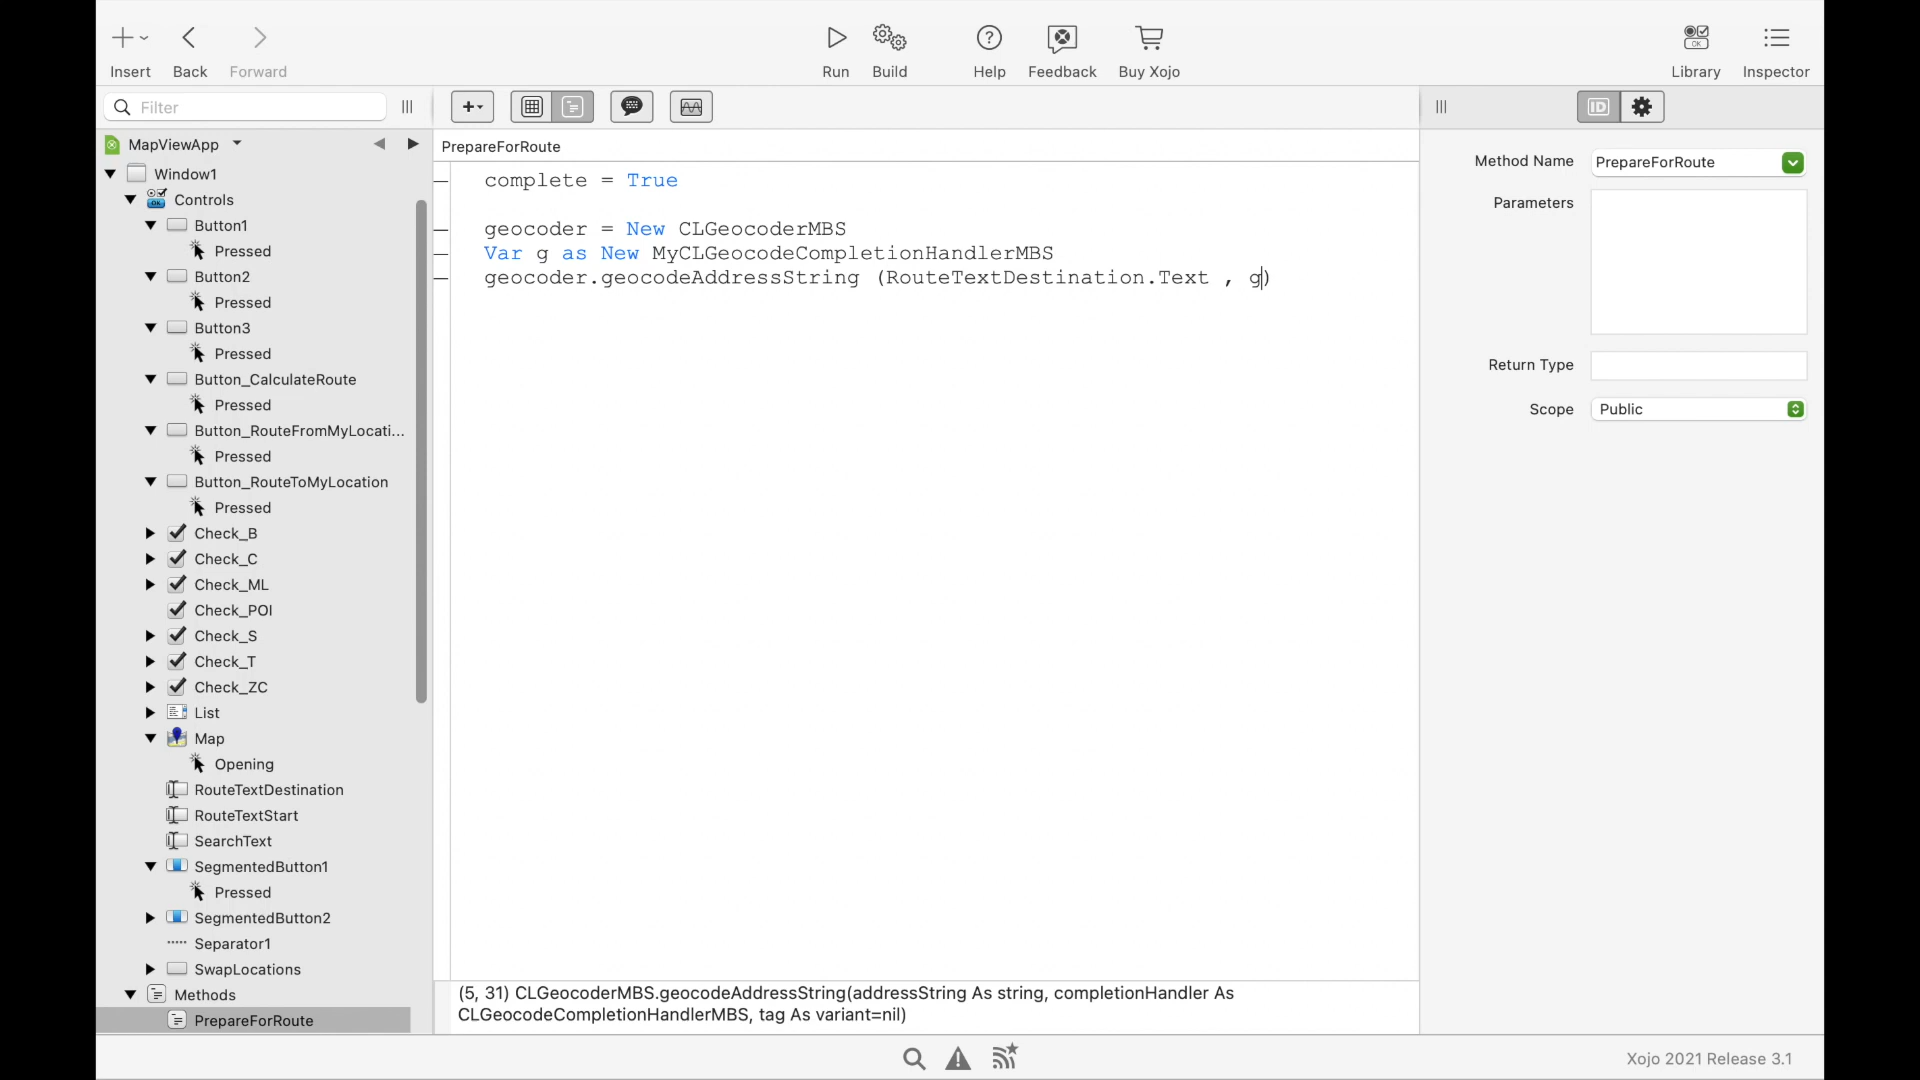 Insert
Back
Forward
Run
Build
Help
Feedback
Buy Xojo
Library
Inspector
Filter
ID
MapViewApp
PrepareForRoute
Window1
Controls
Button1
Pressed
Button2
Pressed
Button3
Pressed
Button_CalculateRoute
Pressed
Button_RouteFromMyLocati...
Pressed
Button_RouteToMyLocation
Pressed
Check_B
Check_C
Check_ML
Check_POI
Check_S
Check_T
Check_ZC
List
Map
Opening
RouteTextDestination
RouteTextStart
SearchText
SegmentedButton1
Pressed
SegmentedButton2
Separator1
SwapLocations
Methods
PrepareForRoute
complete = True
geocoder = New CLGeocoderMBS
Var g as New MyCLGeocodeCompletionHandlerMBS
geocoder.geocodeAddressString (RouteTextDestination.Text , g)
(5, 31) CLGeocoderMBS.geocodeAddressString(addressString As string, completionHandler As
CLGeocodeCompletionHandlerMBS, tag As variant=nil)
Method Name PrepareForRoute
Parameters
Return Type
Scope Public
Xojo 2021 Release 3.1